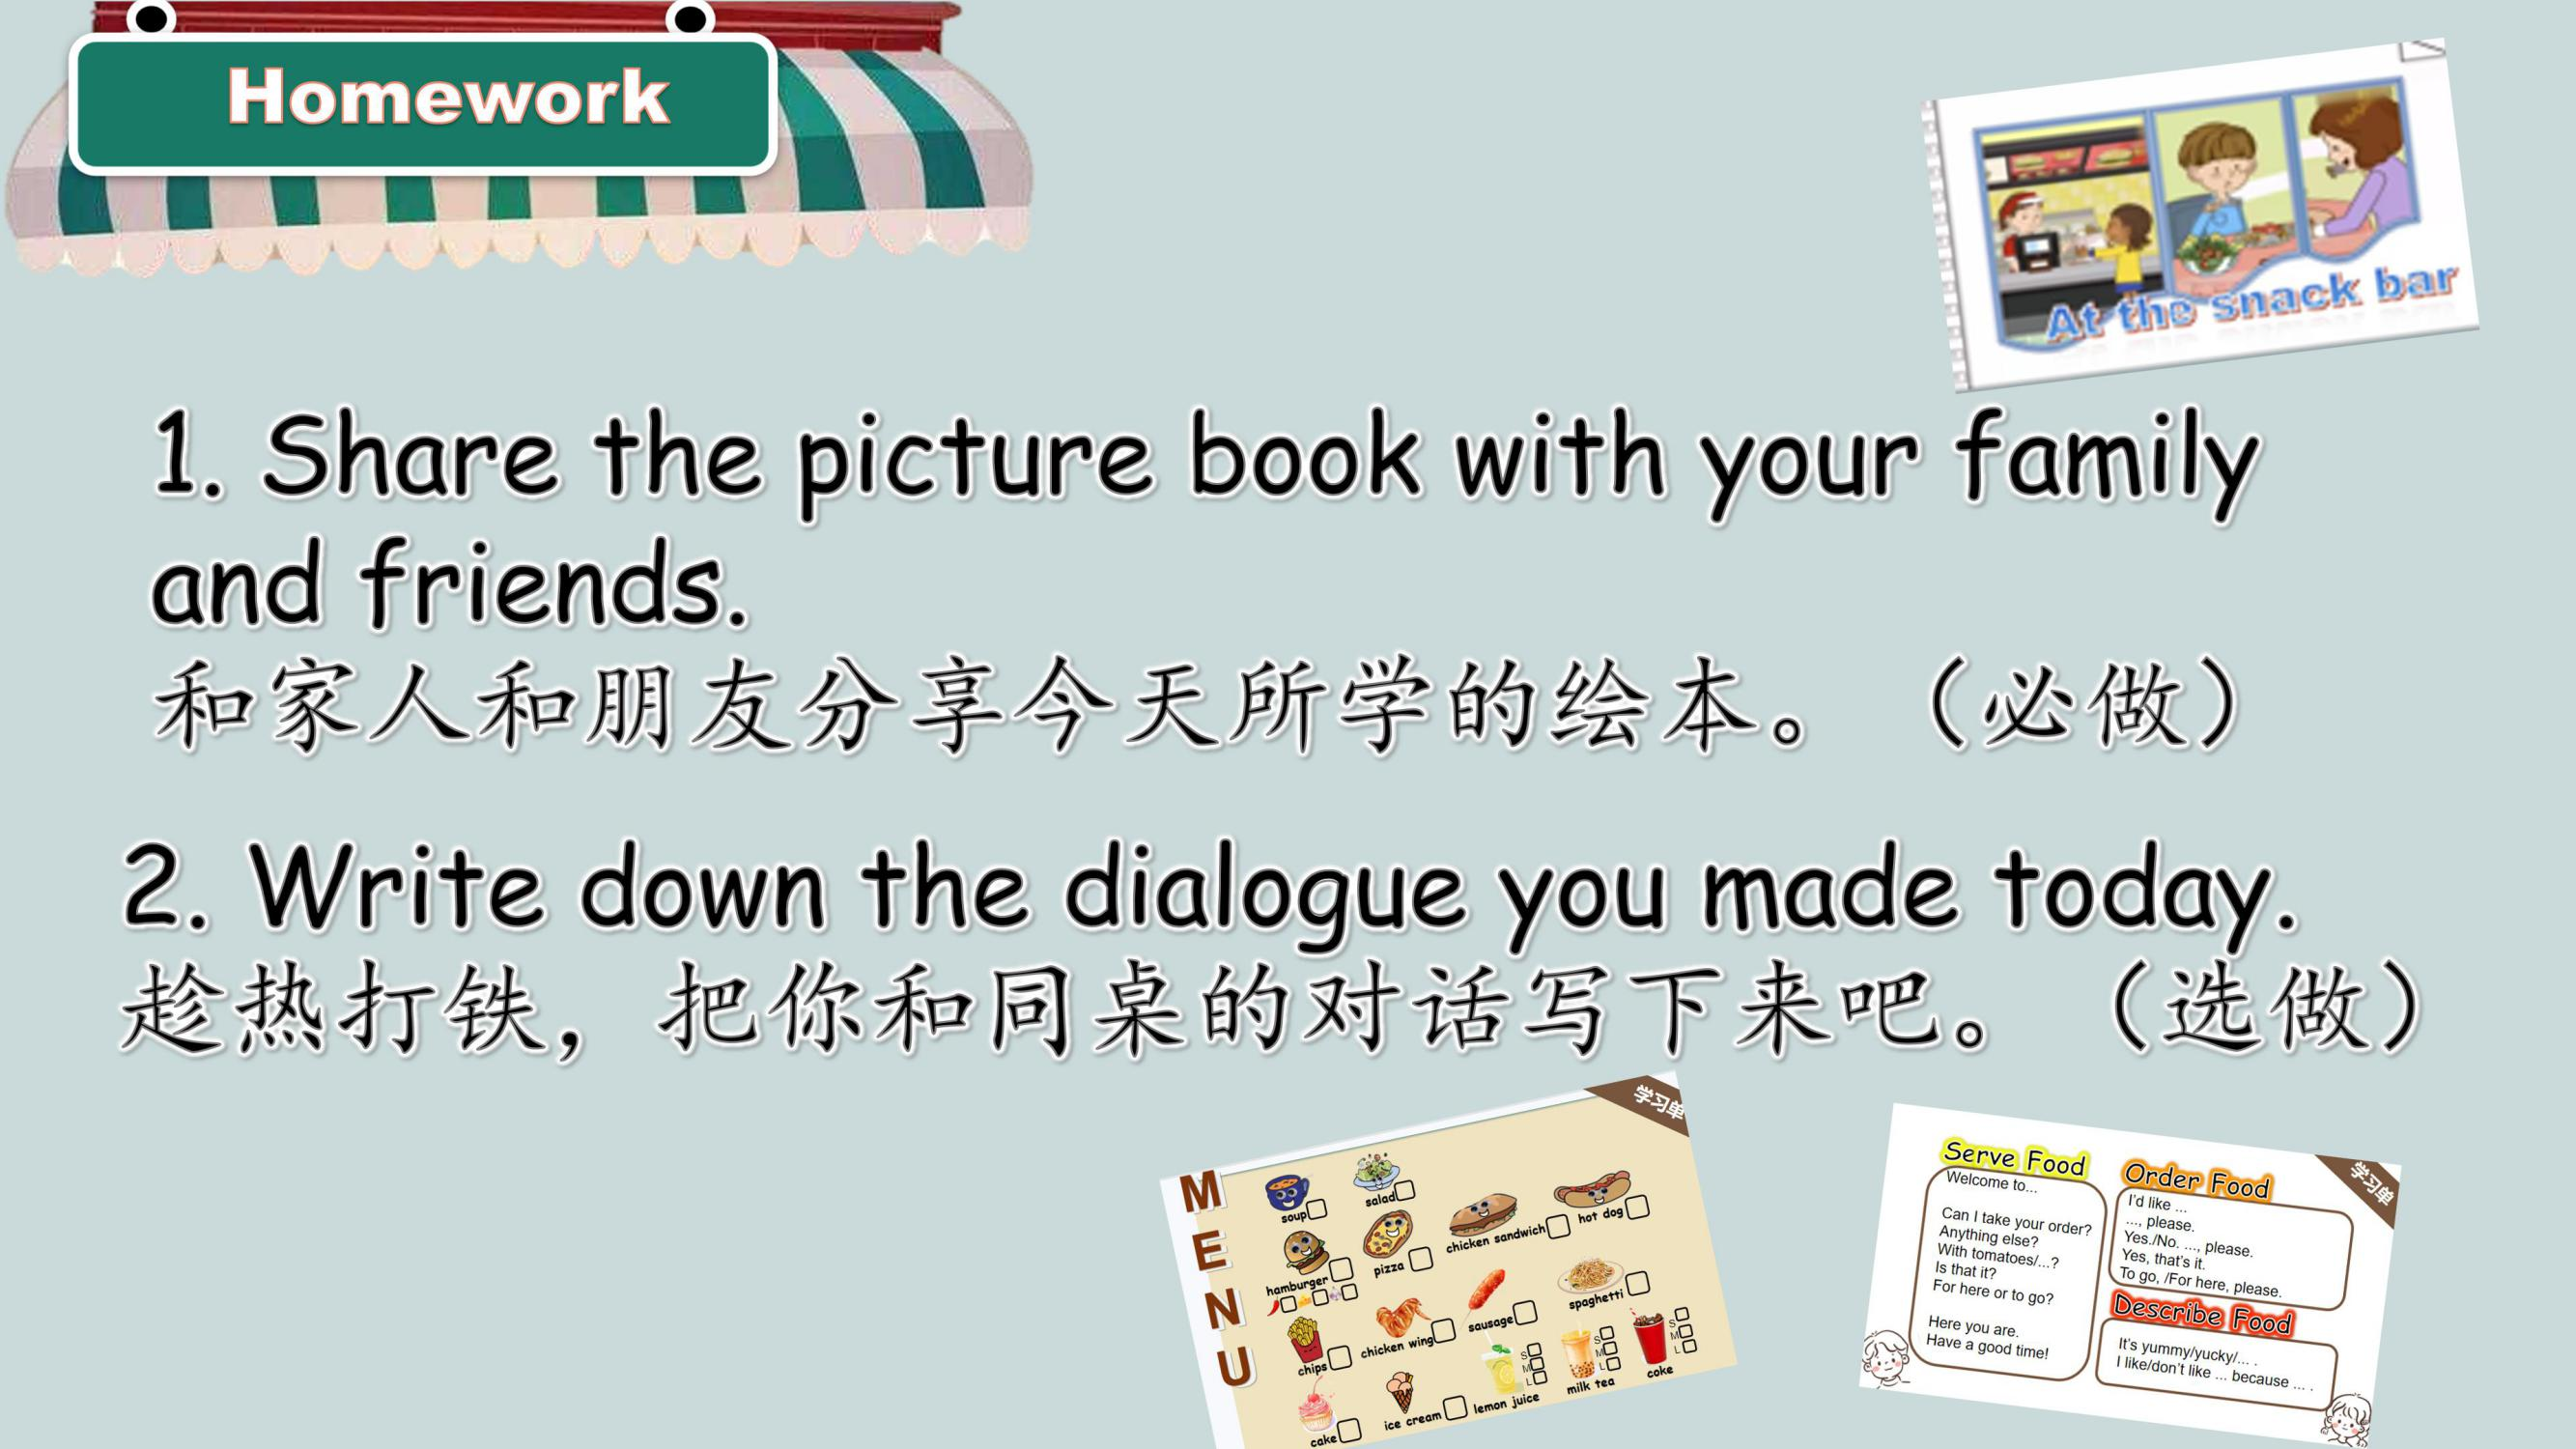 Homework
At the snack bar
1. Share the picture book with your family
and friends.
和家人和朋友分享今天所学的绘本。 （必做）
2. Write down the dialogue you made today.
趁热打铁，把你和同桌的对话写下来吧。 （选做）
学习单
MENU
soup
salad
hamburger
pizza
chicken sandwich
hot dog
chips
chicken wing
sausage
spaghetti
cake
ice cream
lemon juice
S
M
L
milk tea
S
M
L
coke
S
M
L
学习单
Serve Food
Welcome to...
Can I take your order?
Anything else?
With tomatoes/...?
Is that it?
For here or to go?
Here you are.
Have a good time!
Order Food
I'd like ...
..., please.
Yes./No. ..., please.
Yes, that's it.
To go, /For here, please.
Describe Food
It's yummy/yucky/... .
I like/don't like ... because ... .